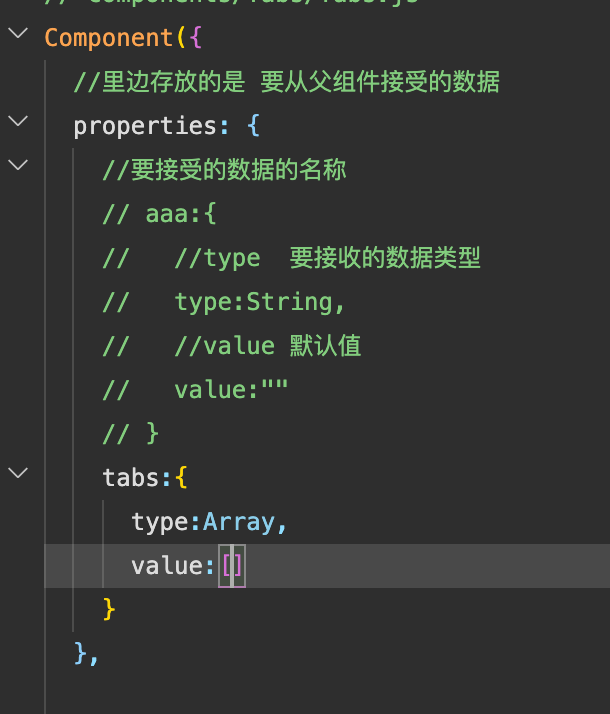 // components/Tabs/Tabs.js
Component({
//里边存放的是 要从父组件接受的数据
properties: {
//要接受的数据的名称
// aaa:{
//   //type  要接收的数据类型
//   type:String,
//   //value 默认值
//   value:""
// }
tabs:{
type:Array,
value:[]
}
},